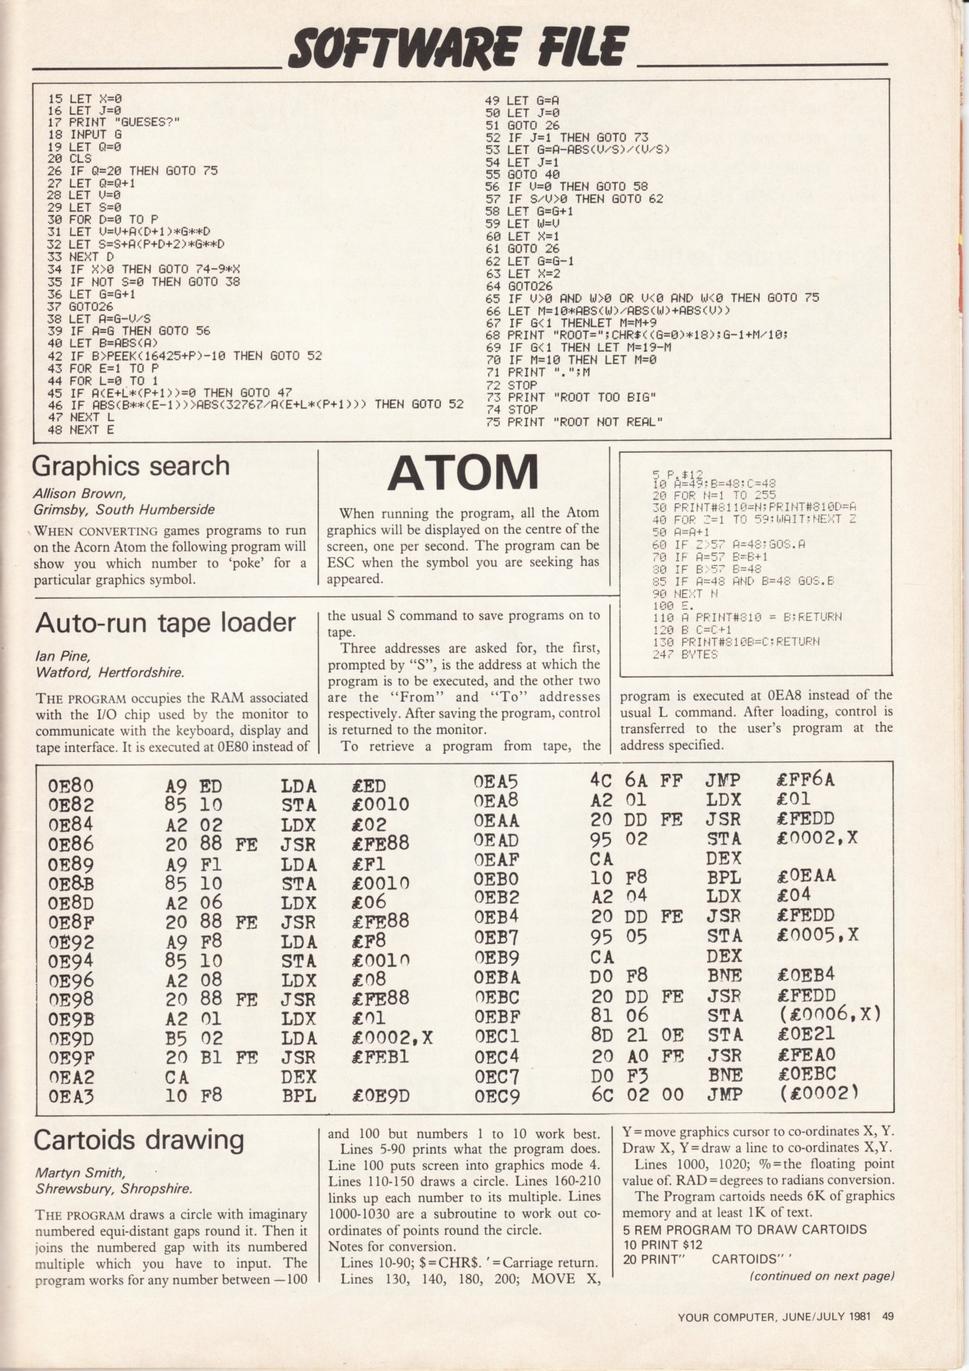 SOFTWARE FILE
15 LET X=0
16 LET J=0
17 PRINT "GUESES?"
18 INPUT G
19 LET Q=0
20 CLS
26 IF Q=20 THEN GOTO 75
27 LET Q=Q+1
28 LET U=0
29 LET S=0
30 FOR D=0 TO P
31 LET U=U+A(D+1)*G**D
32 LET S=S+A(P+D+2)*G**D
33 NEXT D
34 IF X>0 THEN GOTO 74-9*X
35 IF NOT S=0 THEN GOTO 38
36 LET G=G+1
37 GOTO26
38 LET A=G-U/S
39 IF A=G THEN GOTO 56
40 LET B=ABS(A)
42 IF B>PEEK(16425+P)-10 THEN GOTO 52
43 FOR E=1 TO P
44 FOR L=0 TO 1
45 IF A(E+L*(P+1))=0 THEN GOTO 47
46 IF ABS(B**(E-1))>ABS(32767/A(E+L*(P+1))) THEN GOTO 52
47 NEXT L
48 NEXT E
49 LET G=A
50 LET J=0
51 GOTO 26
52 IF J=1 THEN GOTO 73
53 LET G=A-ABS(U/S)/(U/S)
54 LET J=1
55 GOTO 40
56 IF U=0 THEN GOTO 58
57 IF S/U>0 THEN GOTO 62
58 LET G=G+1
59 LET W=U
60 LET X=1
61 GOTO 26
62 LET G=G-1
63 LET X=2
64 GOTO26
65 IF U>0 AND W>0 OR U<0 AND W<0 THEN GOTO 75
66 LET M=10*ABS(W)/ABS(W)+ABS(U))
67 IF G<1 THENLET M=M+9
68 PRINT "ROOT=";CHR$((G=0)*18);G-1+M/10;
69 IF G<1 THEN LET M=19-M
70 IF M=10 THEN LET M=0
71 PRINT ".";M
72 STOP
73 PRINT "ROOT TOO BIG"
74 STOP
75 PRINT "ROOT NOT REAL"
Graphics search
Allison Brown,
Grimsby, South Humberside
WHEN CONVERTING games programs to run
on the Acorn Atom the following program will
show you which number to 'poke' for a
particular graphics symbol.
ATOM
When running the program, all the Atom
graphics will be displayed on the centre of the
screen, one per second. The program can be
ESC when the symbol you are seeking has
appeared.
5 P.$12
10 A=49;B=48;C=48
20 FOR N=1 TO 255
30 PRINT#8110=N;PRINT#810D=A
40 FOR Z=1 TO 59;WAIT;NEXT Z
50 A=A+1
60 IF Z>57 A=48;GOS.A
70 IF A=57 B=B+1
80 IF B>57 B=48
85 IF A=48 AND B=48 GOS.B
90 NEXT N
100 E.
110 A PRINT#810 = B;RETURN
120 B C=C+1
130 PRINT#810B=C;RETURN
247 BYTES
Auto-run tape loader
Ian Pine,
Watford, Hertfordshire.
THE PROGRAM occupies the RAM associated
with the I/O chip used by the monitor to
communicate with the keyboard, display and
tape interface. It is executed at 0E80 instead of
the usual S command to save programs on to
tape.
Three addresses are asked for, the first,
prompted by "S", is the address at which the
program is to be executed, and the other two
are the "From" and "To" addresses
respectively. After saving the program, control
is returned to the monitor.
To retrieve a program from tape, the
program is executed at 0EA8 instead of the
usual L command. After loading, control is
transferred to the user's program at the
address specified.
0E80 A9 ED LDA £ED
0E82 85 10 STA £0010
0E84 A2 02 LDX £02
0E86 20 88 FE JSR £FE88
0E89 A9 F1 LDA £F1
0E8B 85 10 STA £0010
0E8D A2 06 LDX £06
0E8F 20 88 FE JSR £FE88
0E92 A9 F8 LDA £F8
0E94 85 10 STA £0010
0E96 A2 08 LDX £08
0E98 20 88 FE JSR £FE88
0E9B A2 01 LDX £01
0E9D B5 02 LDA £0002,X
0E9F 20 B1 FE JSR £FEB1
0EA2 CA DEX
0EA3 10 F8 BPL £0E9D
0EA5 4C 6A FF JMP £FF6A
0EA8 A2 01 LDX £01
0EAA 20 DD FE JSR £FEDD
0EAD 95 02 STA £0002,X
0EAF CA DEX
0EB0 10 F8 BPL £0EAA
0EB2 A2 04 LDX £04
0EB4 20 DD FE JSR £FEDD
0EB7 95 05 STA £0005,X
0EB9 CA DEX
0EBA D0 F8 BNE £0EB4
0EBC 20 DD FE JSR £FEDD
0EBF 81 06 STA (£0006,X)
0EC1 8D 21 0E STA £0E21
0EC4 20 A0 FE JSR £FEA0
0EC7 D0 F3 BNE £0EBC
0EC9 6C 02 00 JMP (£0002)
Cartoids drawing
Martyn Smith,
Shrewsbury, Shropshire.
THE PROGRAM draws a circle with imaginary
numbered equi-distant gaps round it. Then it
joins the numbered gap with its numbered
multiple which you have to input. The
program works for any number between −100
and 100 but numbers 1 to 10 work best.
Lines 5-90 prints what the program does.
Line 100 puts screen into graphics mode 4.
Lines 110-150 draws a circle. Lines 160-210
links up each number to its multiple. Lines
1000-1030 are a subroutine to work out co-
ordinates of points round the circle.
Notes for conversion.
Lines 10-90; $=CHR$. '=Carriage return.
Lines 130, 140, 180, 200; MOVE X,
Y=move graphics cursor to co-ordinates X, Y.
Draw X, Y=draw a line to co-ordinates X,Y.
Lines 1000, 1020; %=the floating point
value of. RAD=degrees to radians conversion.
The Program cartoids needs 6K of graphics
memory and at least 1K of text.
5 REM PROGRAM TO DRAW CARTOIDS
10 PRINT $12
20 PRINT" CARTOIDS" '
(continued on next page)
YOUR COMPUTER, JUNE/JULY 1981 49